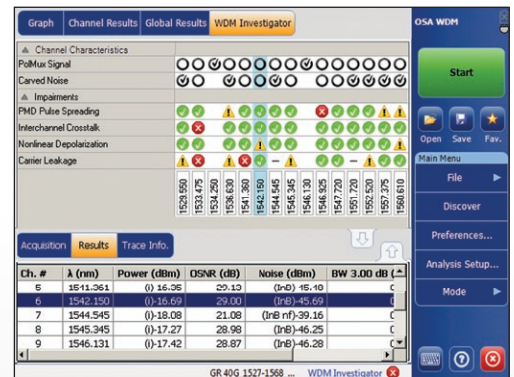 Graph Channel Results Global Results WDM Investigator
OSA WDM
Channel Characteristics
PolMux Signal
Carved Noise
Impairments
PMD Pulse Spreading
Interchannel Crosstalk
Nonlinear Depolarization
Carrier Leakage
1529.550 1533.475 1534.250 1536.630 1541.360 1542.150 1544.545 1545.345 1546.130 1546.925 1547.720 1551.720 1552.520 1557.375 1560.610
Start
Open Save Fav.
Main Menu
File
Discover
Preferences...
Analysis Setup...
Mode
Acquisition Results Trace Info.
Ch. # λ (nm) Power (dBm) OSNR (dB) Noise (dBm) BW 3.00 dB (
5 1541.361 (i)-16.35 29.13 (InB)-45.48
6 1542.150 (i)-16.69 29.00 (InB)-45.69
7 1544.545 (i)-18.08 21.08 (InB nf)-39.16
8 1545.345 (i)-17.27 28.98 (InB)-46.25
9 1546.131 (i)-17.42 28.87 (InB)-46.28
GR 40G 1527-1568 ... WDM Investigator